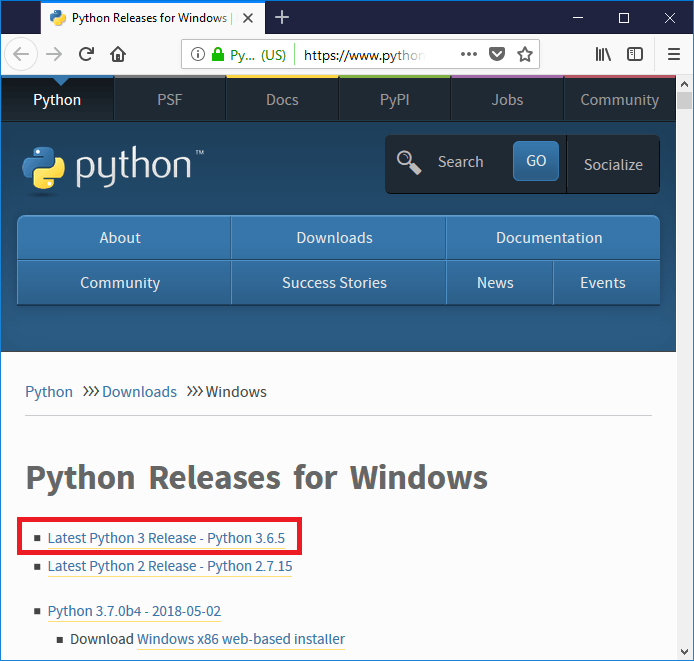 Python Releases for Windows |
Py... (US)
https://www.python
Python PSF Docs PyPI Jobs Community
python™
Search GO Socialize
About Downloads Documentation
Community Success Stories News Events
Python >>> Downloads >>> Windows
Python Releases for Windows
Latest Python 3 Release - Python 3.6.5
Latest Python 2 Release - Python 2.7.15
Python 3.7.0b4 - 2018-05-02
Download Windows x86 web-based installer